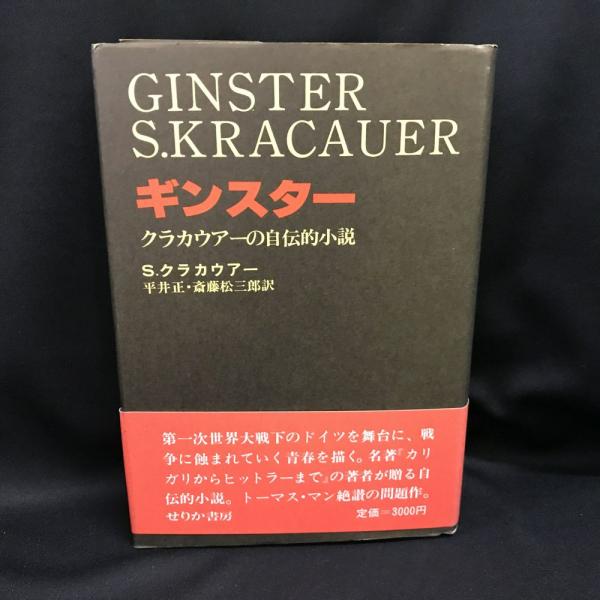 GINSTER
S.KRACAUER
ギンスター
クラカウアーの自伝的小説
S.クラカウアー
平井正・斎藤松三郎訳
第一次世界大戦下のドイツを舞台に、戦
争に蝕まれていく青春を描く。名著『カリ
ガリからヒットラーまで』の著者が贈る自
伝的小説。トーマス・マン絶讃の問題作。
せりか書房
定価=3000円